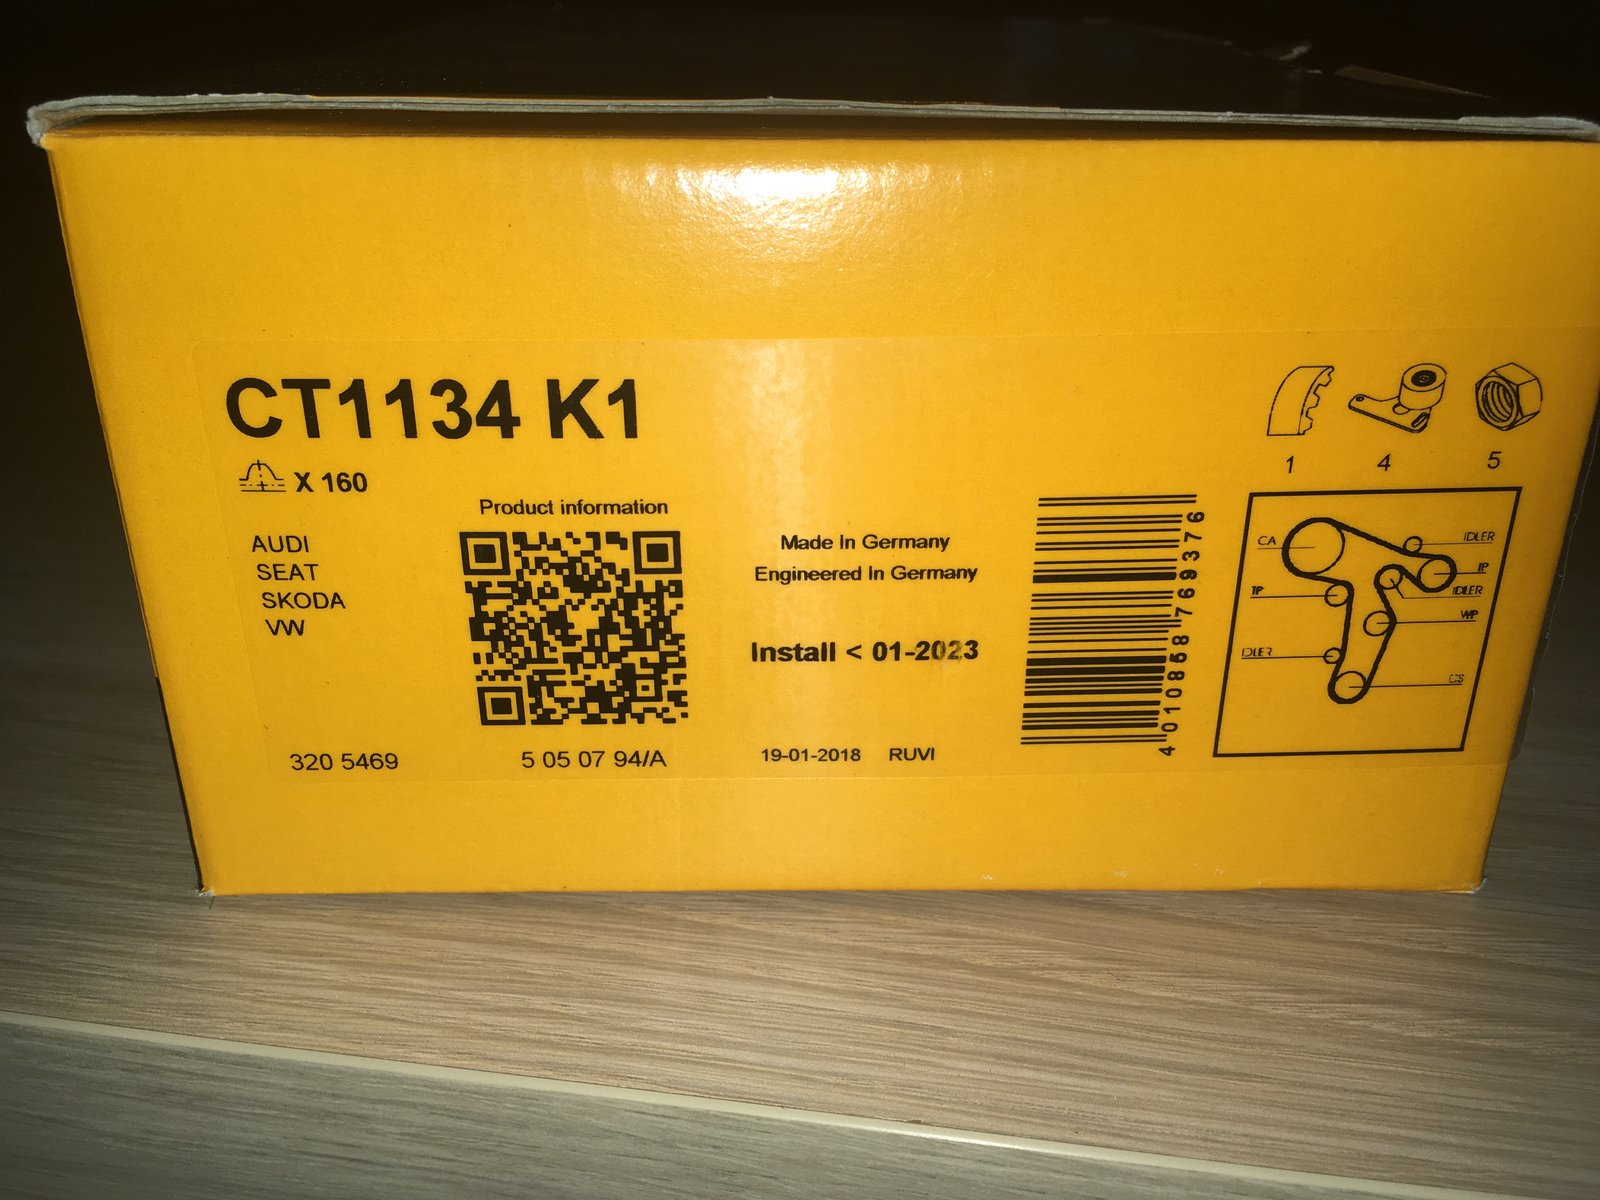 CT1134 K1
X 160
Product information
AUDI
SEAT
SKODA
VW
Made In Germany
Engineered In Germany
Install < 01-2023
320 5469
5 05 07 94/A
19-01-2018 RUVI
4 010858 769376
1 4 5
CA
IDLER
IP
TP
IDLER
WP
IDLER
CS